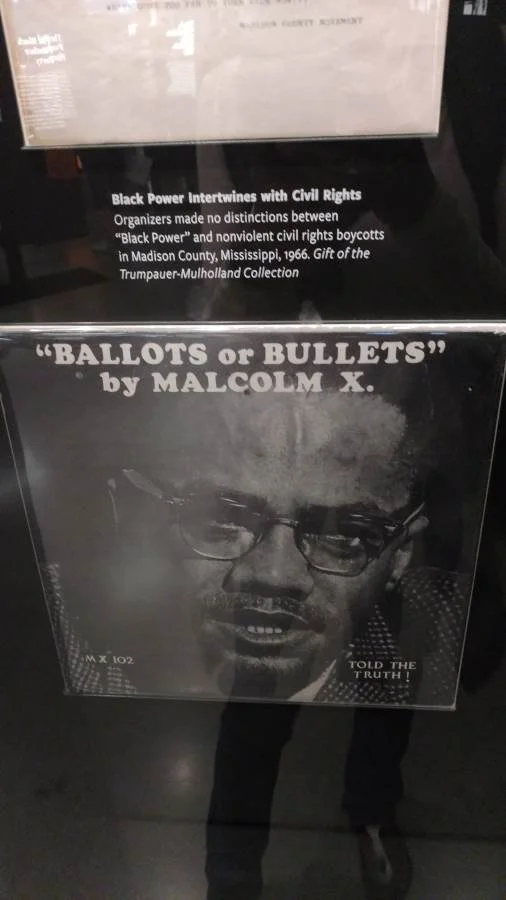 MADISON COUNTY MOVEMENT
Black Power Intertwines with Civil Rights
Organizers made no distinctions between
“Black Power” and nonviolent civil rights boycotts
in Madison County, Mississippi, 1966. Gift of the
Trumpauer-Mulholland Collection
“BALLOTS or BULLETS”
by MALCOLM X.
MX 102
TOLD THE
TRUTH!